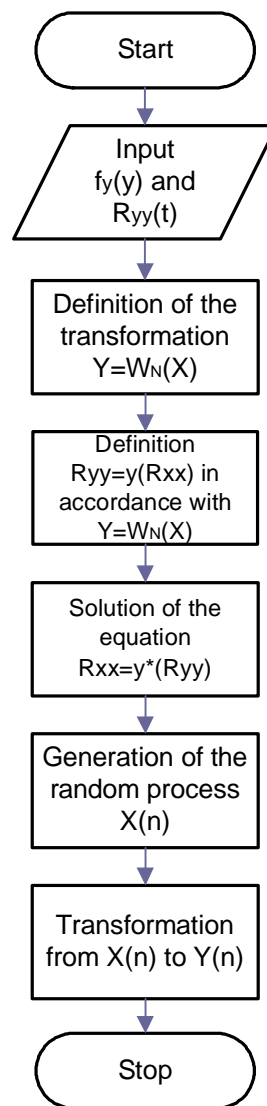 Start
Input
fy(y) and
Ryy(t)
Definition of the
transformation
Y=WN(X)
Definition
Ryy=y(Rxx) in
accordance with
Y=WN(X)
Solution of the
equation
Rxx=y*(Ryy)
Generation of the
random process
X(n)
Transformation
from X(n) to Y(n)
Stop